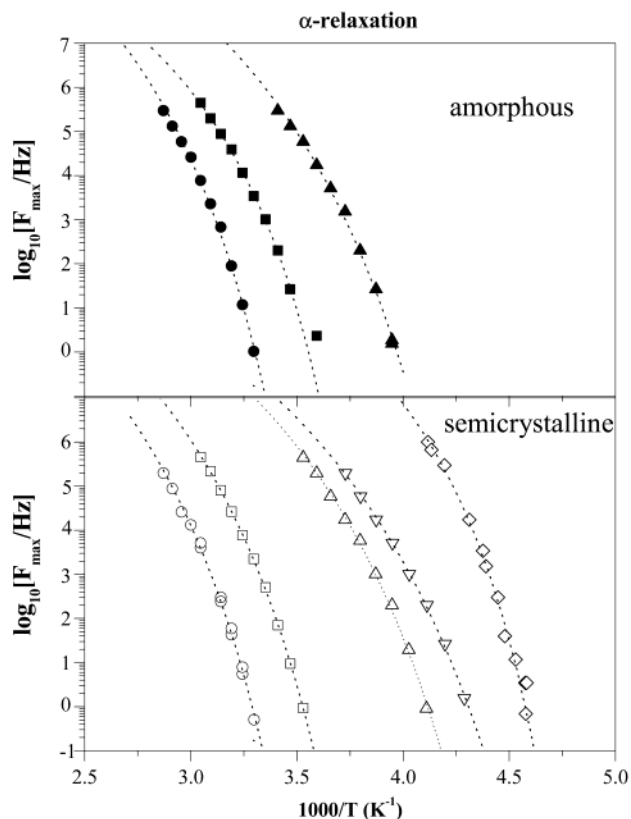 α-relaxation
7
6
5
4
3
2
1
0
log10[Fmax/Hz]
amorphous
6
5
4
3
2
1
0
-1
log10[Fmax/Hz]
semicrystalline
2.5 3.0 3.5 4.0 4.5 5.0
1000/T (K-1)